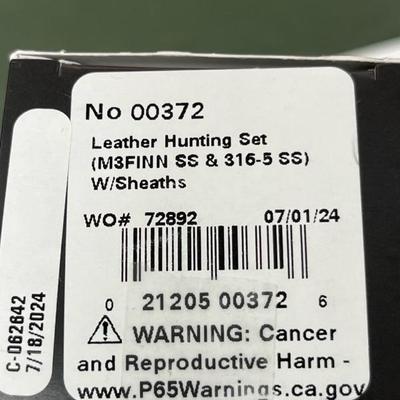 No 00372
Leather Hunting Set
(M3FINN SS & 316-5 SS)
W/Sheaths
WO# 72892 07/01/24
0 21205 00372 6
⚠ WARNING: Cancer
and Reproductive Harm -
www.P65Warnings.ca.gov
C-062642
7/18/2024